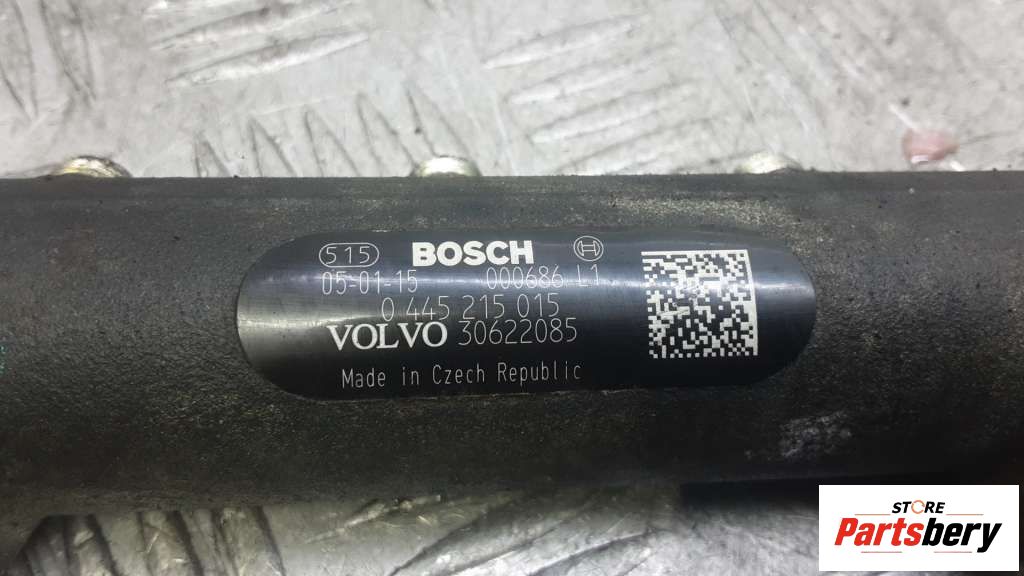 515 BOSCH
05-01-15 000686 L1
0 445 215 015
VOLVO 30622085
Made in Czech Republic
STORE
Partsbery